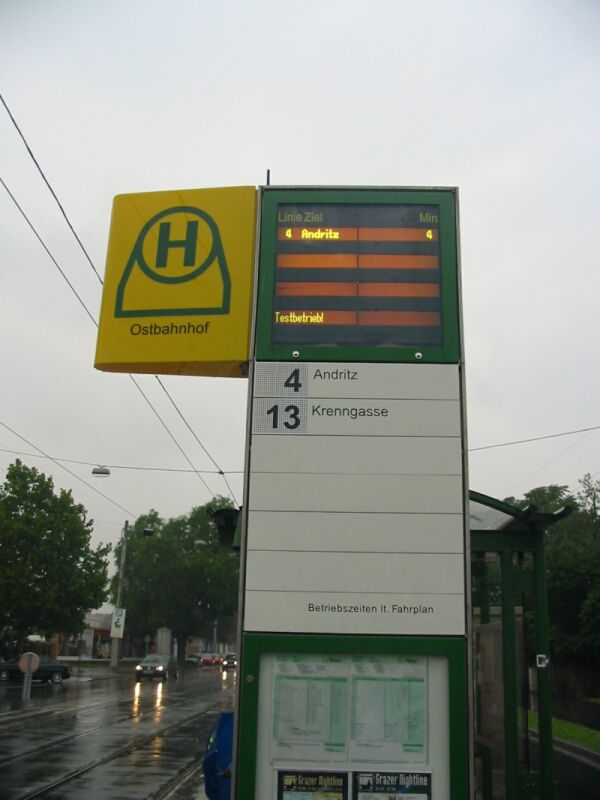 H
Ostbahnhof
Linie Ziel Min
4 Andritz 4
Testbetrieb!
4 Andritz
13 Krenngasse
Betriebszeiten lt. Fahrplan
Grazer Nightline Grazer Nightline